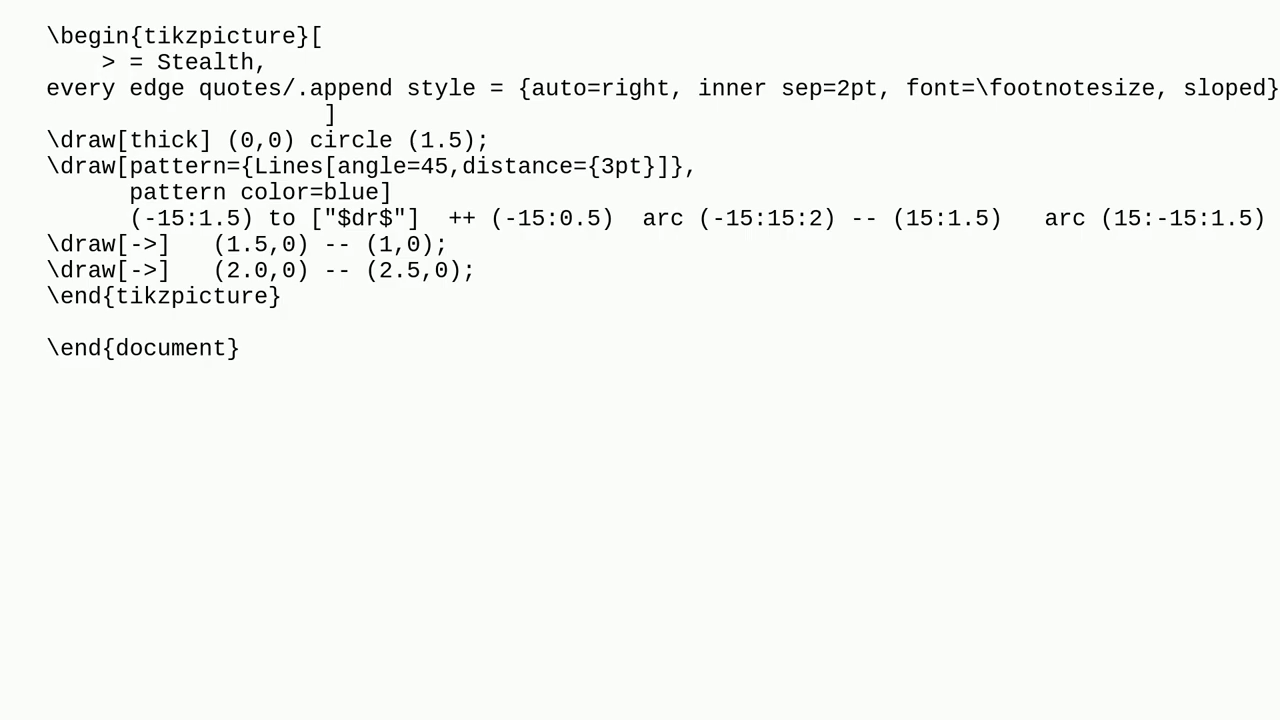 \begin{tikzpicture}[
    > = Stealth,
every edge quotes/.append style = {auto=right, inner sep=2pt, font=\footnotesize, sloped}
                    ]
\draw[thick] (0,0) circle (1.5);
\draw[pattern={Lines[angle=45,distance={3pt}]},
      pattern color=blue]
      (-15:1.5) to ["$dr$"]  ++ (-15:0.5)  arc (-15:15:2) -- (15:1.5)   arc (15:-15:1.5)
\draw[->]   (1.5,0) -- (1,0);
\draw[->]   (2.0,0) -- (2.5,0);
\end{tikzpicture}
\end{document}